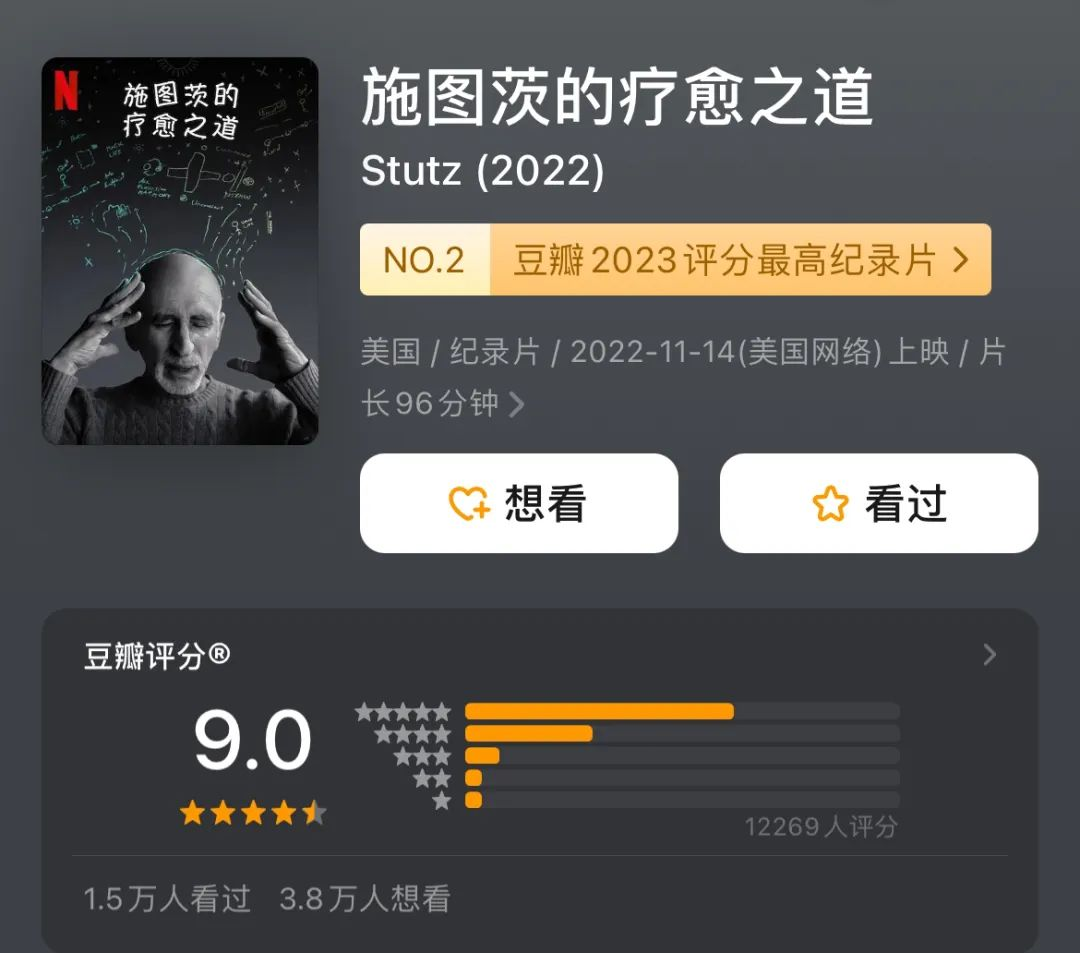 N
施图茨的
疗愈之道
施图茨的疗愈之道
Stutz (2022)
NO.2 豆瓣2023评分最高纪录片
美国 / 纪录片 / 2022-11-14(美国网络)上映 / 片
长96分钟
想看 看过
豆瓣评分®
9.0
12269人评分
1.5万人看过 3.8万人想看